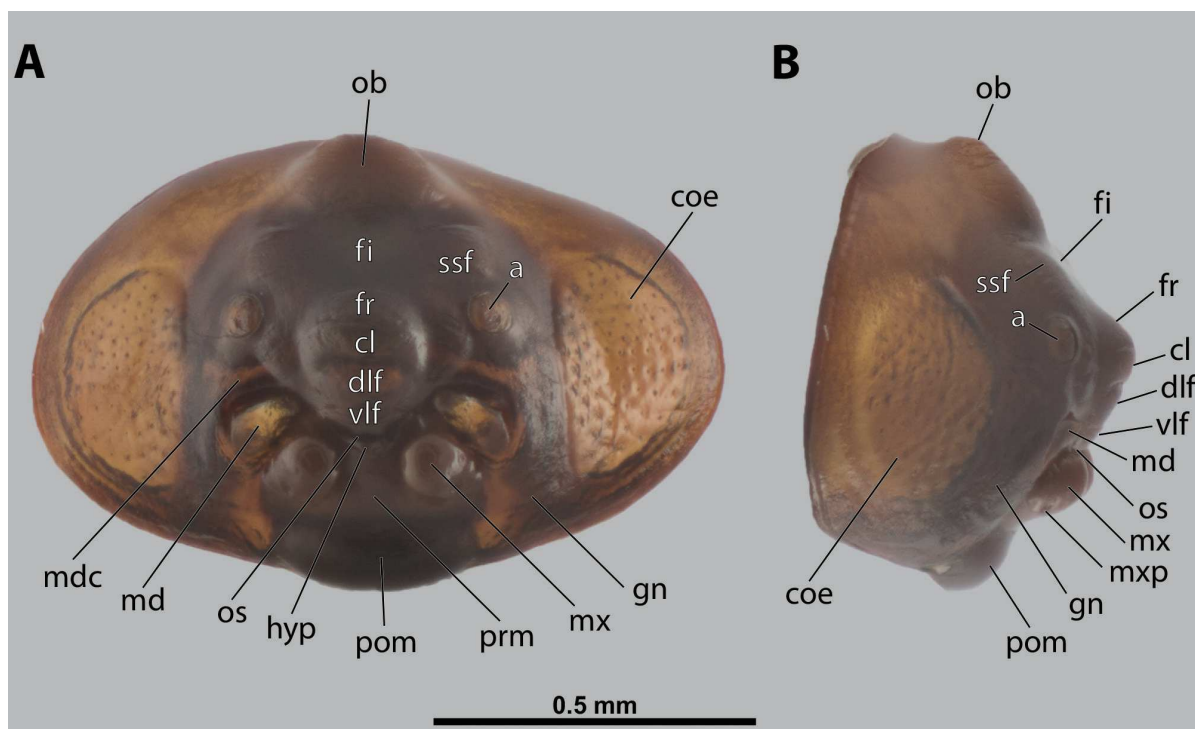 A
ob
coe
fi
ssf
a
fr
cl
dlf
vlf
mdc
md
os
hyp
pom
prm
mx
gn
B
ob
fi
ssf
fr
a
cl
dlf
vlf
md
os
mx
mxp
coe
gn
pom
0.5 mm